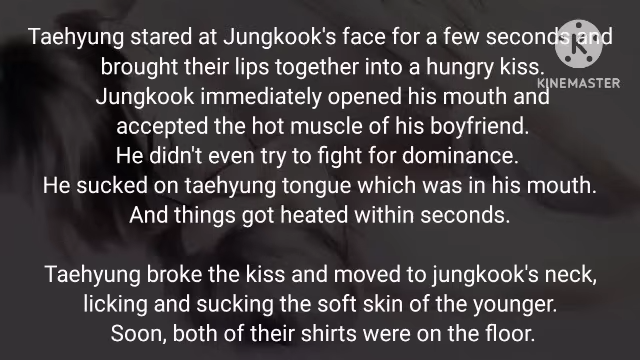 Taehyung stared at Jungkook's face for a few seconds and
brought their lips together into a hungry kiss.
KINEMASTER
Jungkook immediately opened his mouth and
accepted the hot muscle of his boyfriend.
He didn't even try to fight for dominance.
He sucked on taehyung tongue which was in his mouth.
And things got heated within seconds.
Taehyung broke the kiss and moved to jungkook's neck,
licking and sucking the soft skin of the younger.
Soon, both of their shirts were on the floor.